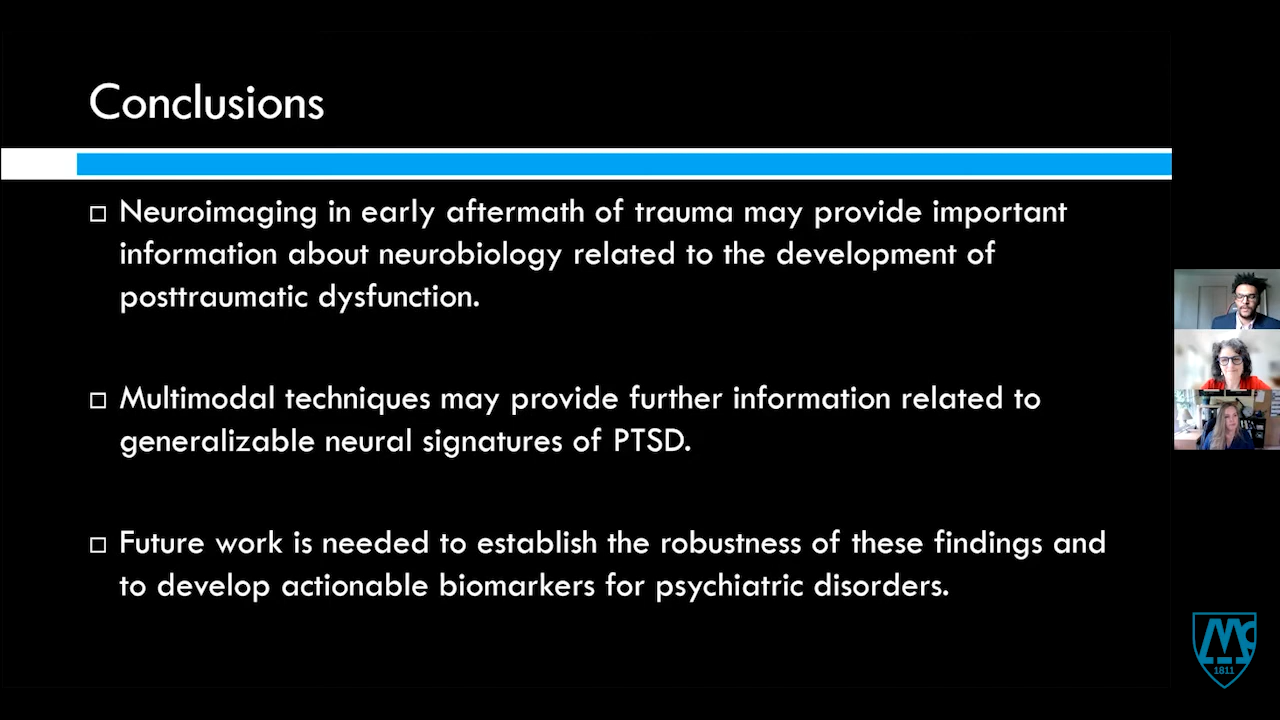 Conclusions
Neuroimaging in early aftermath of trauma may provide important
information about neurobiology related to the development of
posttraumatic dysfunction.
Multimodal techniques may provide further information related to
generalizable neural signatures of PTSD.
Future work is needed to establish the robustness of these findings and
to develop actionable biomarkers for psychiatric disorders.
Mc
1811